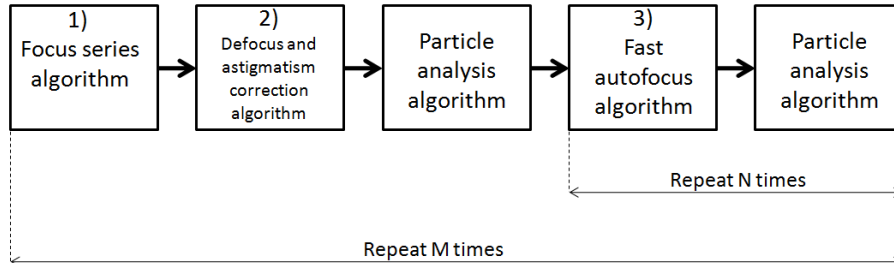 1)
Focus series
algorithm
2)
Defocus and
astigmatism
correction
algorithm
Particle
analysis
algorithm
3)
Fast
autofocus
algorithm
Particle
analysis
algorithm
Repeat N times
Repeat M times